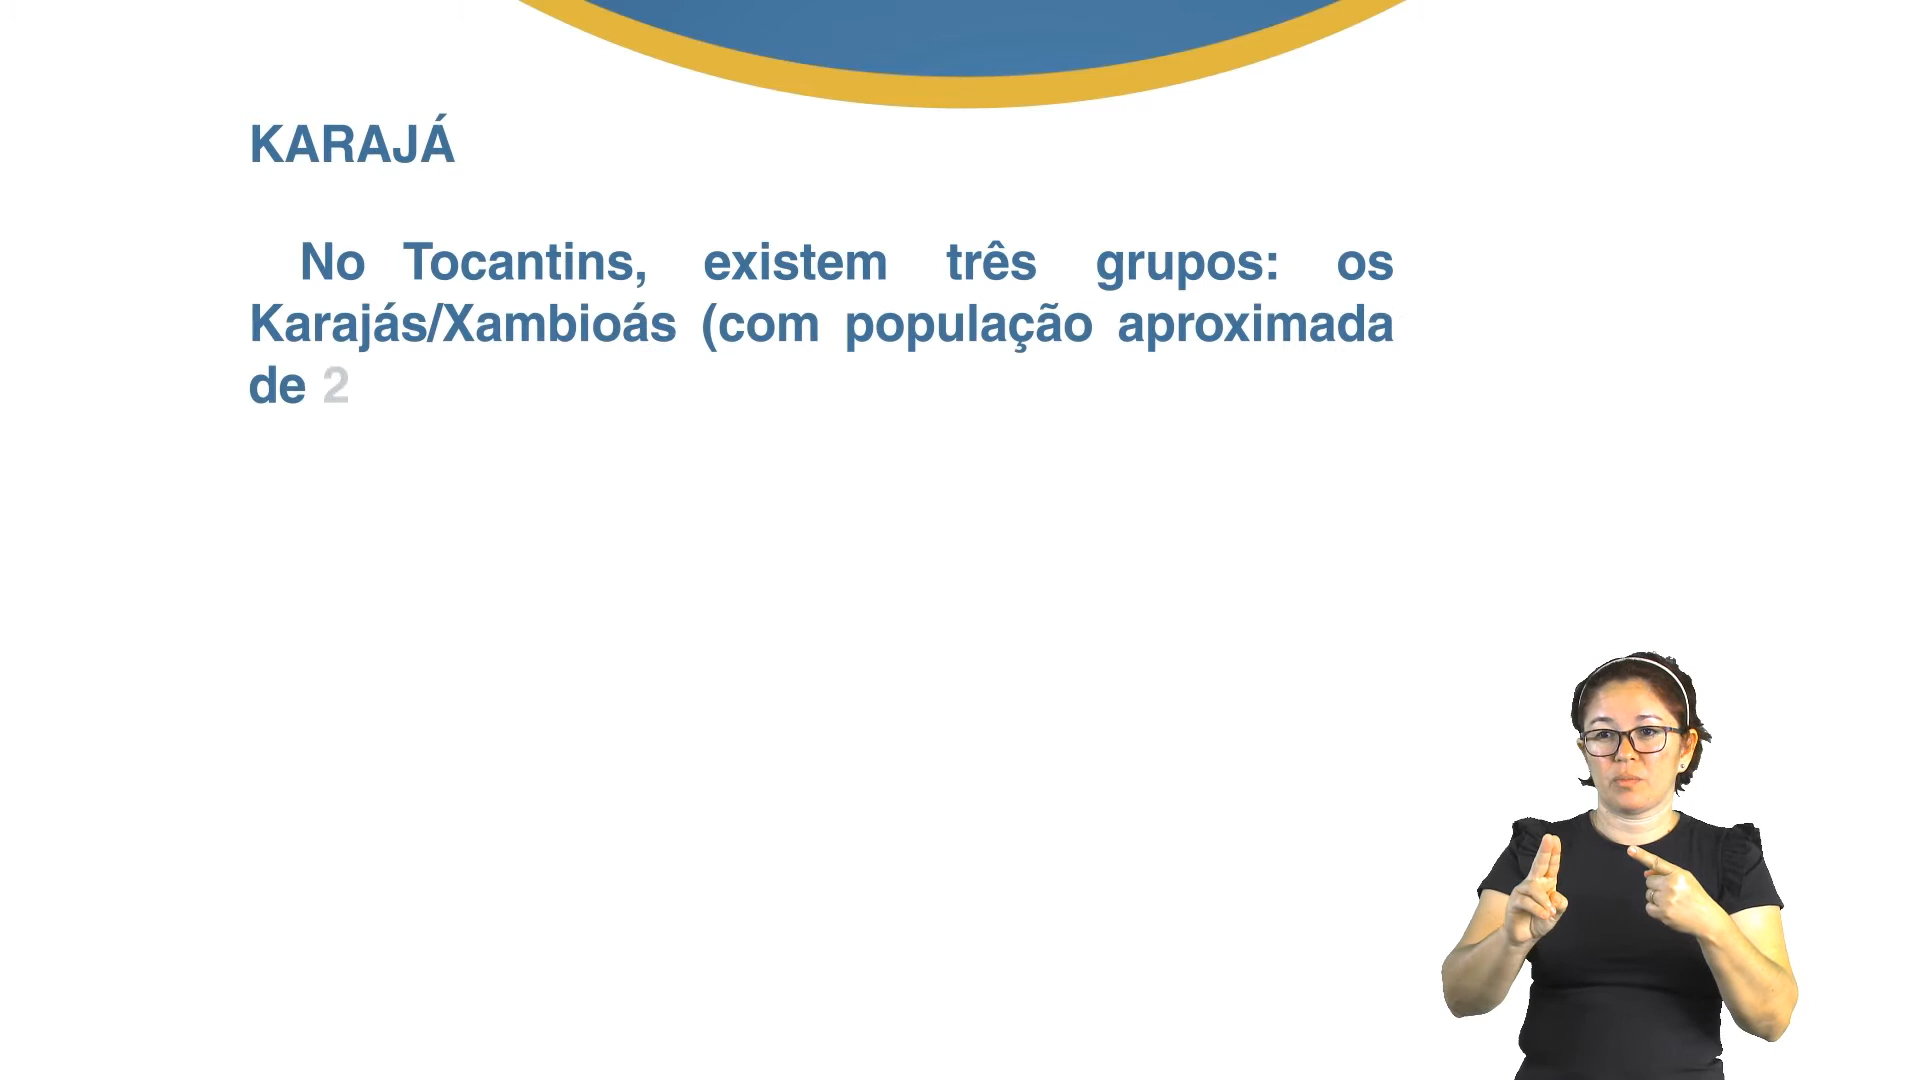 KARAJÁ
No Tocantins, existem três grupos: os
Karajás/Xambioás (com população aproximada
de 2